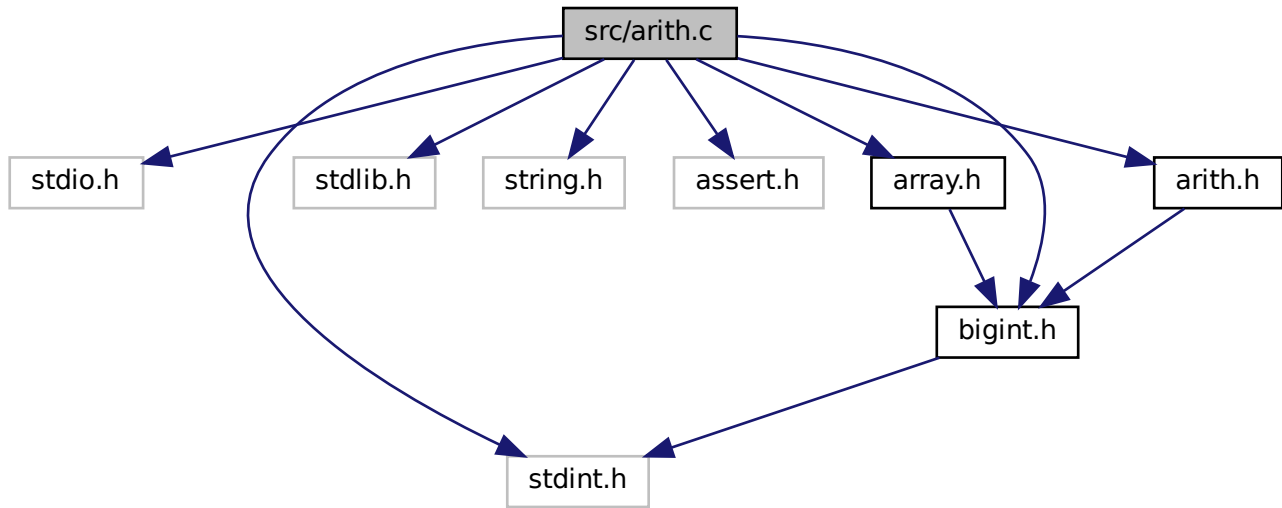 src/arith.c
stdio.h
stdlib.h
string.h
assert.h
array.h
arith.h
bigint.h
stdint.h